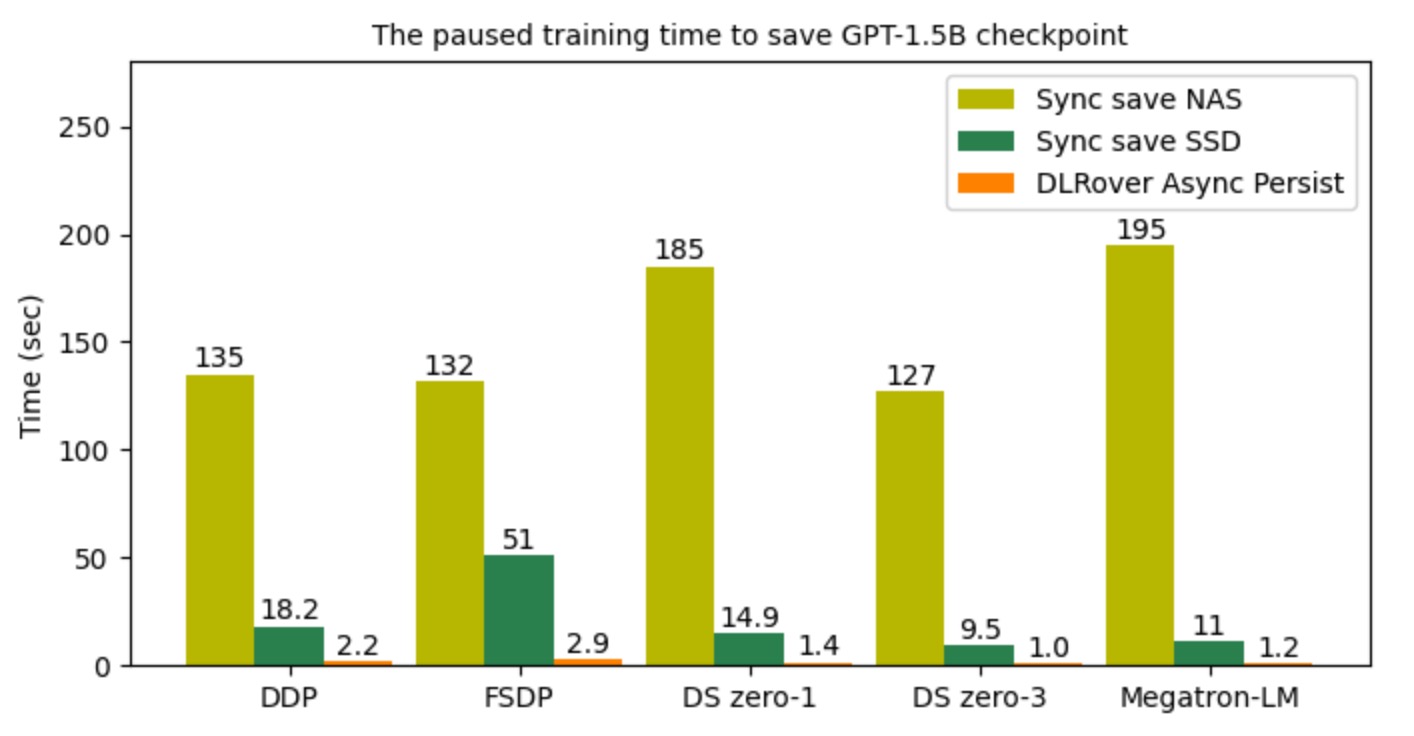 The paused training time to save GPT-1.5B checkpoint
Sync save NAS
Sync save SSD
DLRover Async Persist
Time (sec)
250
200
150
100
50
0
135
18.2
2.2
132
51
2.9
185
14.9
1.4
127
9.5
1.0
195
11
1.2
DDP
FSDP
DS zero-1
DS zero-3
Megatron-LM